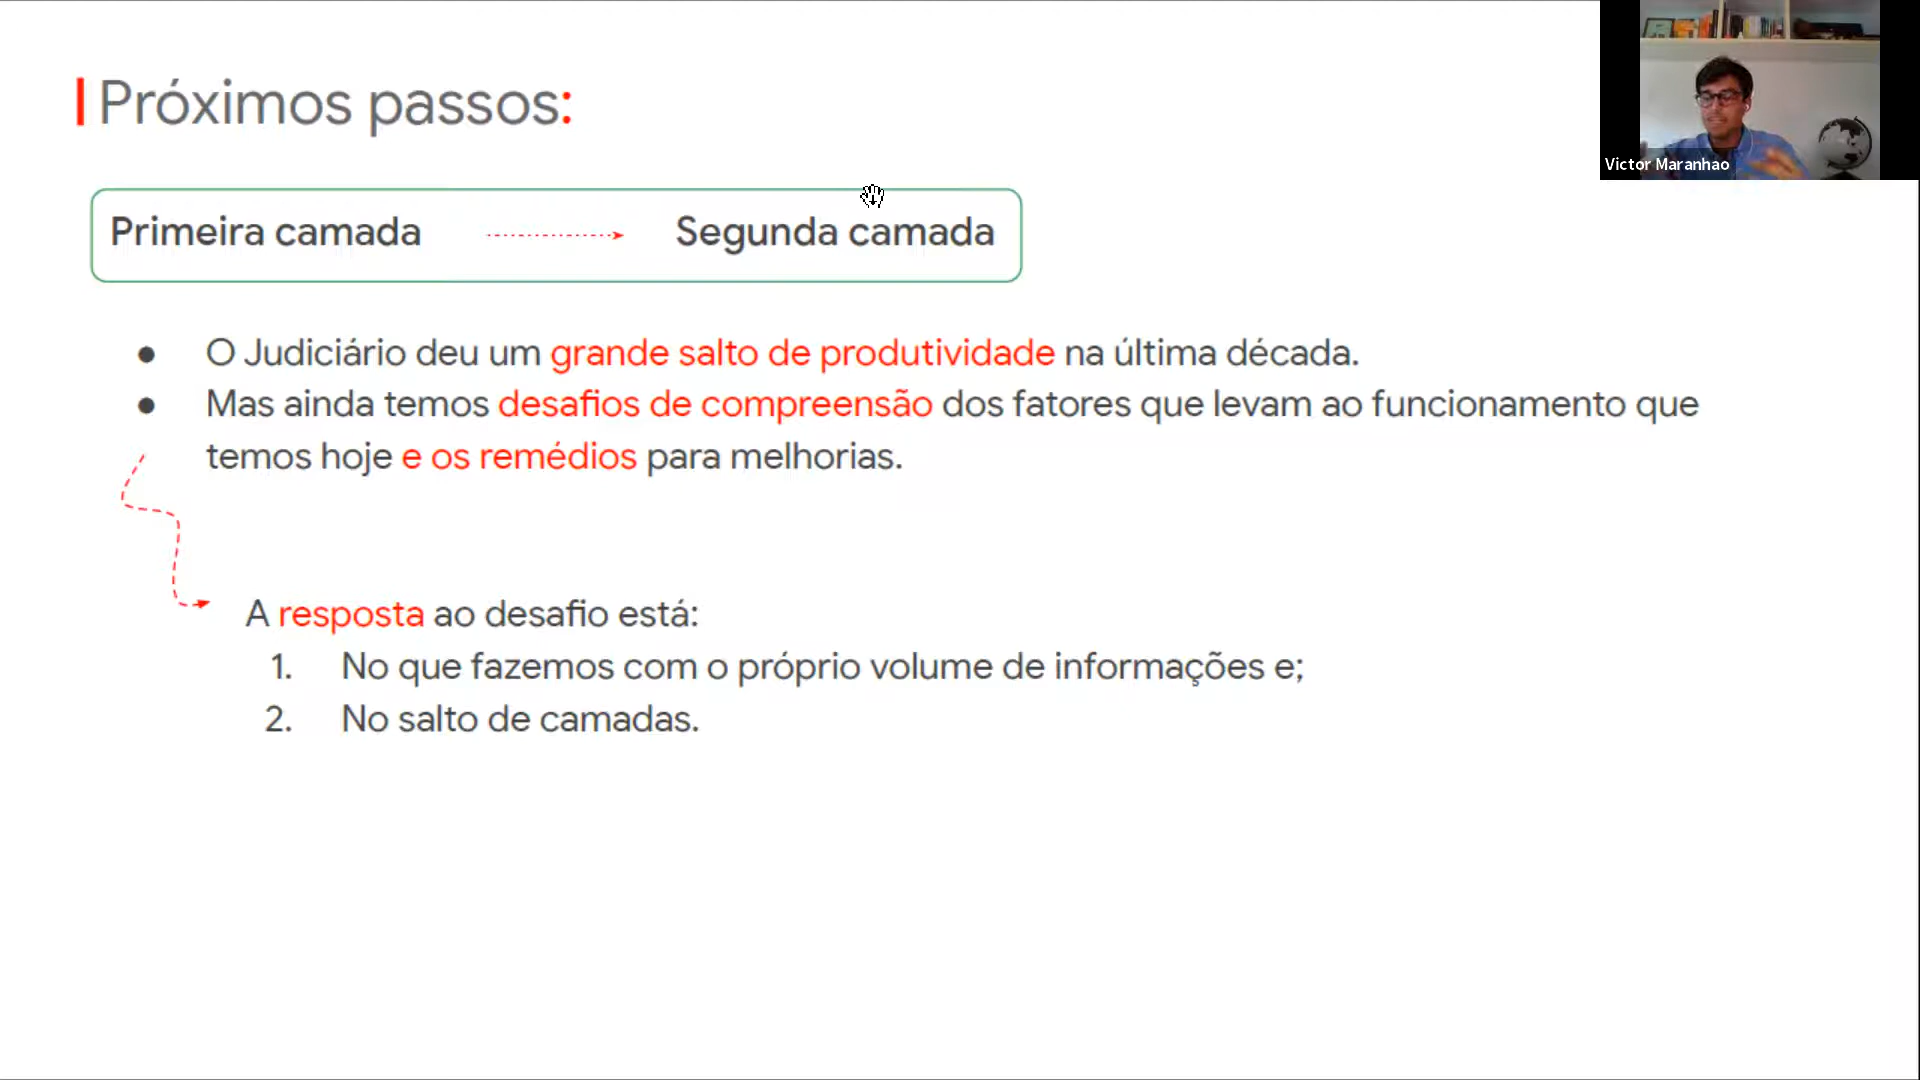 Próximos passos:
Victor Maranhao
Primeira camada Segunda camada
● O Judiciário deu um grande salto de produtividade na última década.
● Mas ainda temos desafios de compreensão dos fatores que levam ao funcionamento que
temos hoje e os remédios para melhorias.
A resposta ao desafio está:
1. No que fazemos com o próprio volume de informações e;
2. No salto de camadas.